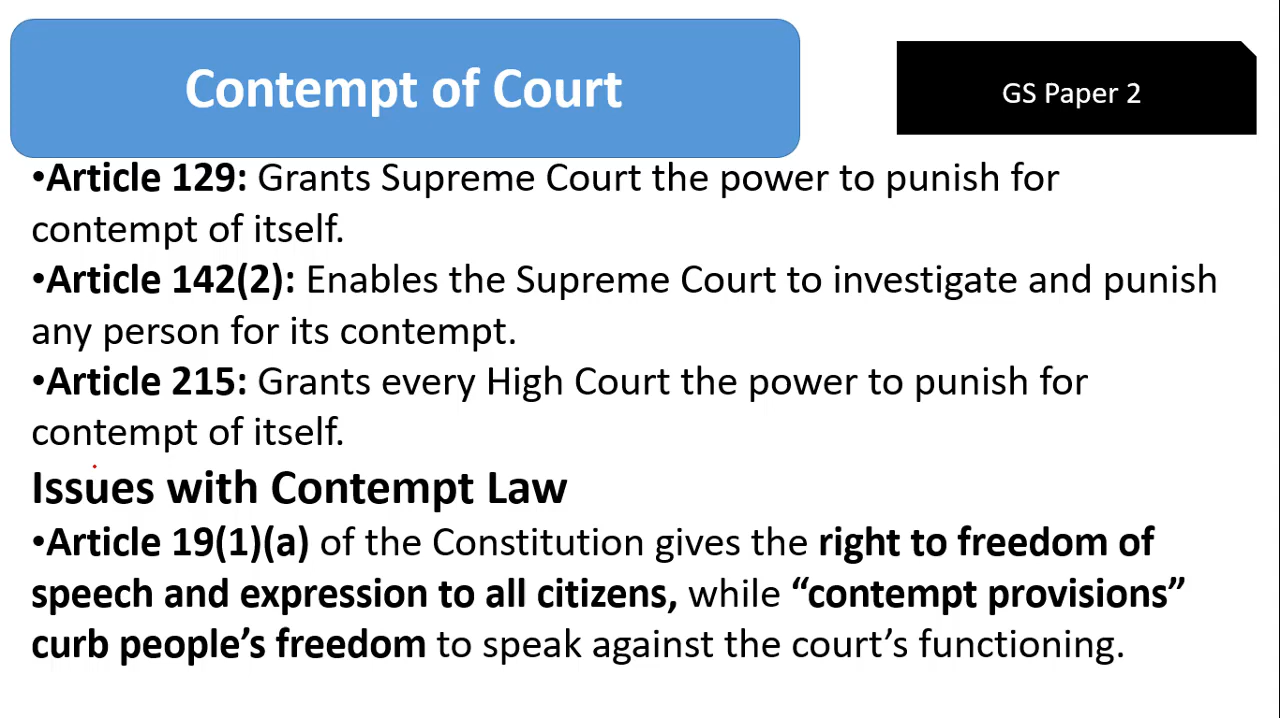 Contempt of Court
GS Paper 2
•Article 129: Grants Supreme Court the power to punish for
contempt of itself.
•Article 142(2): Enables the Supreme Court to investigate and punish
any person for its contempt.
•Article 215: Grants every High Court the power to punish for
contempt of itself.
Issues with Contempt Law
•Article 19(1)(a) of the Constitution gives the right to freedom of
speech and expression to all citizens, while “contempt provisions”
curb people’s freedom to speak against the court’s functioning.